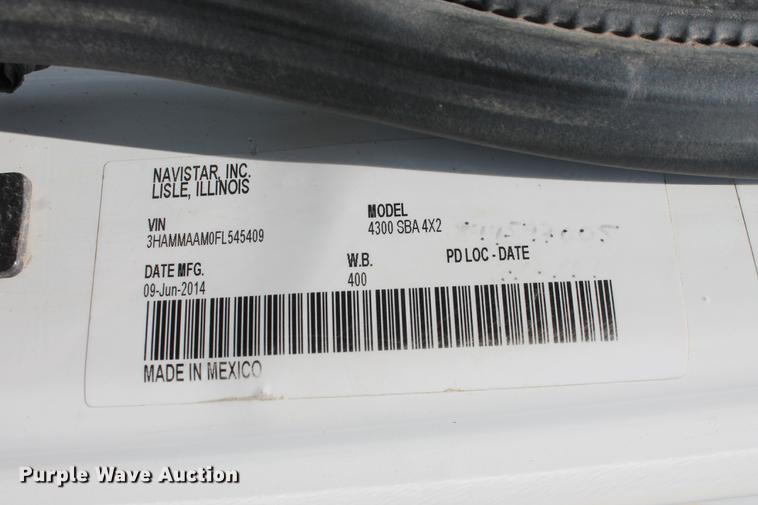 NAVISTAR, INC.
LISLE, ILLINOIS
VIN
3HAMMAAM0FL545409
MODEL
4300 SBA 4X2
DATE MFG.
09-Jun-2014
W.B.
400
PD LOC - DATE
MADE IN MEXICO
Purple Wave Auction